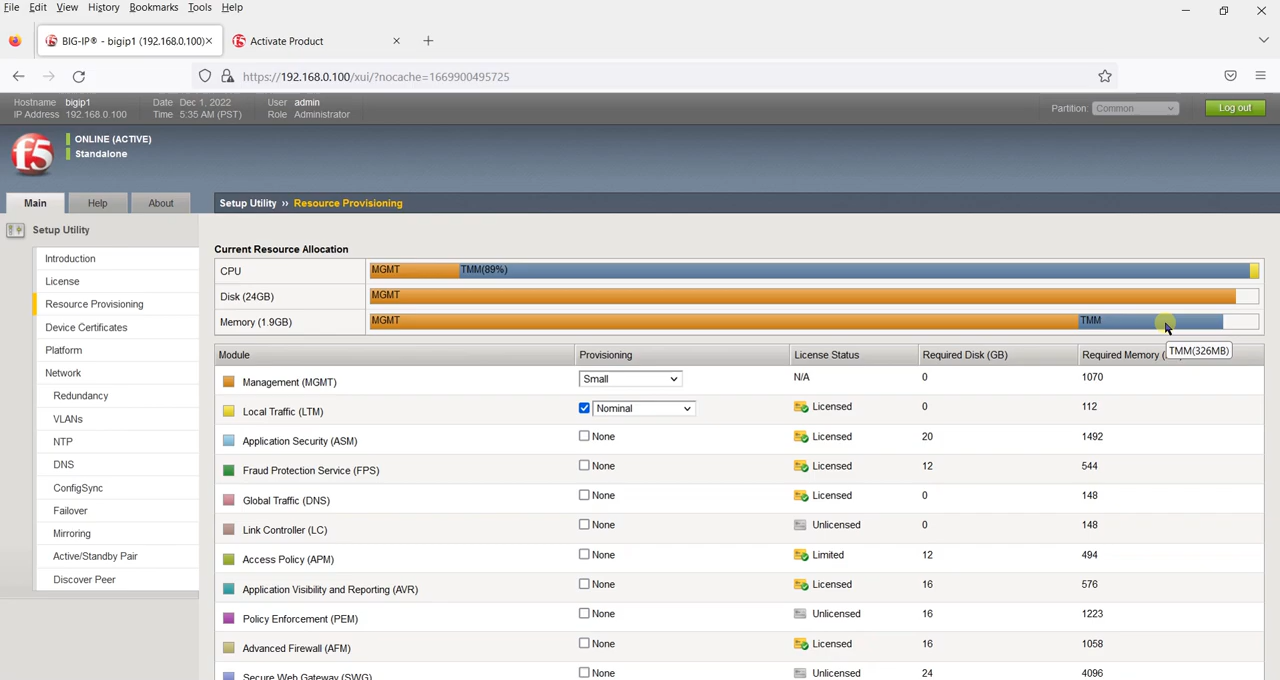 File Edit View History Bookmarks Tools Help
BIG-IP® - bigip1 (192.168.0.100)
Activate Product
https://192.168.0.100/xui/?nocache=1669900495725
Hostname bigip1 Date Dec 1, 2022 User admin
IP Address 192.168.0.100 Time 5:35 AM (PST) Role Administrator
Partition: Common
Log out
f5
ONLINE (ACTIVE)
Standalone
Main Help About
Setup Utility ›› Resource Provisioning
Setup Utility
Introduction
License
Resource Provisioning
Device Certificates
Platform
Network
Redundancy
VLANs
NTP
DNS
ConfigSync
Failover
Mirroring
Active/Standby Pair
Discover Peer
Current Resource Allocation
CPU MGMT TMM(89%)
Disk (24GB) MGMT
Memory (1.9GB) MGMT TMM
TMM(326MB)
Module Provisioning License Status Required Disk (GB) Required Memory
Management (MGMT) Small N/A 0 1070
Local Traffic (LTM) Nominal Licensed 0 112
Application Security (ASM) None Licensed 20 1492
Fraud Protection Service (FPS) None Licensed 12 544
Global Traffic (DNS) None Licensed 0 148
Link Controller (LC) None Unlicensed 0 148
Access Policy (APM) None Limited 12 494
Application Visibility and Reporting (AVR) None Licensed 16 576
Policy Enforcement (PEM) None Unlicensed 16 1223
Advanced Firewall (AFM) None Licensed 16 1058
Secure Web Gateway (SWG) None Unlicensed 24 4096